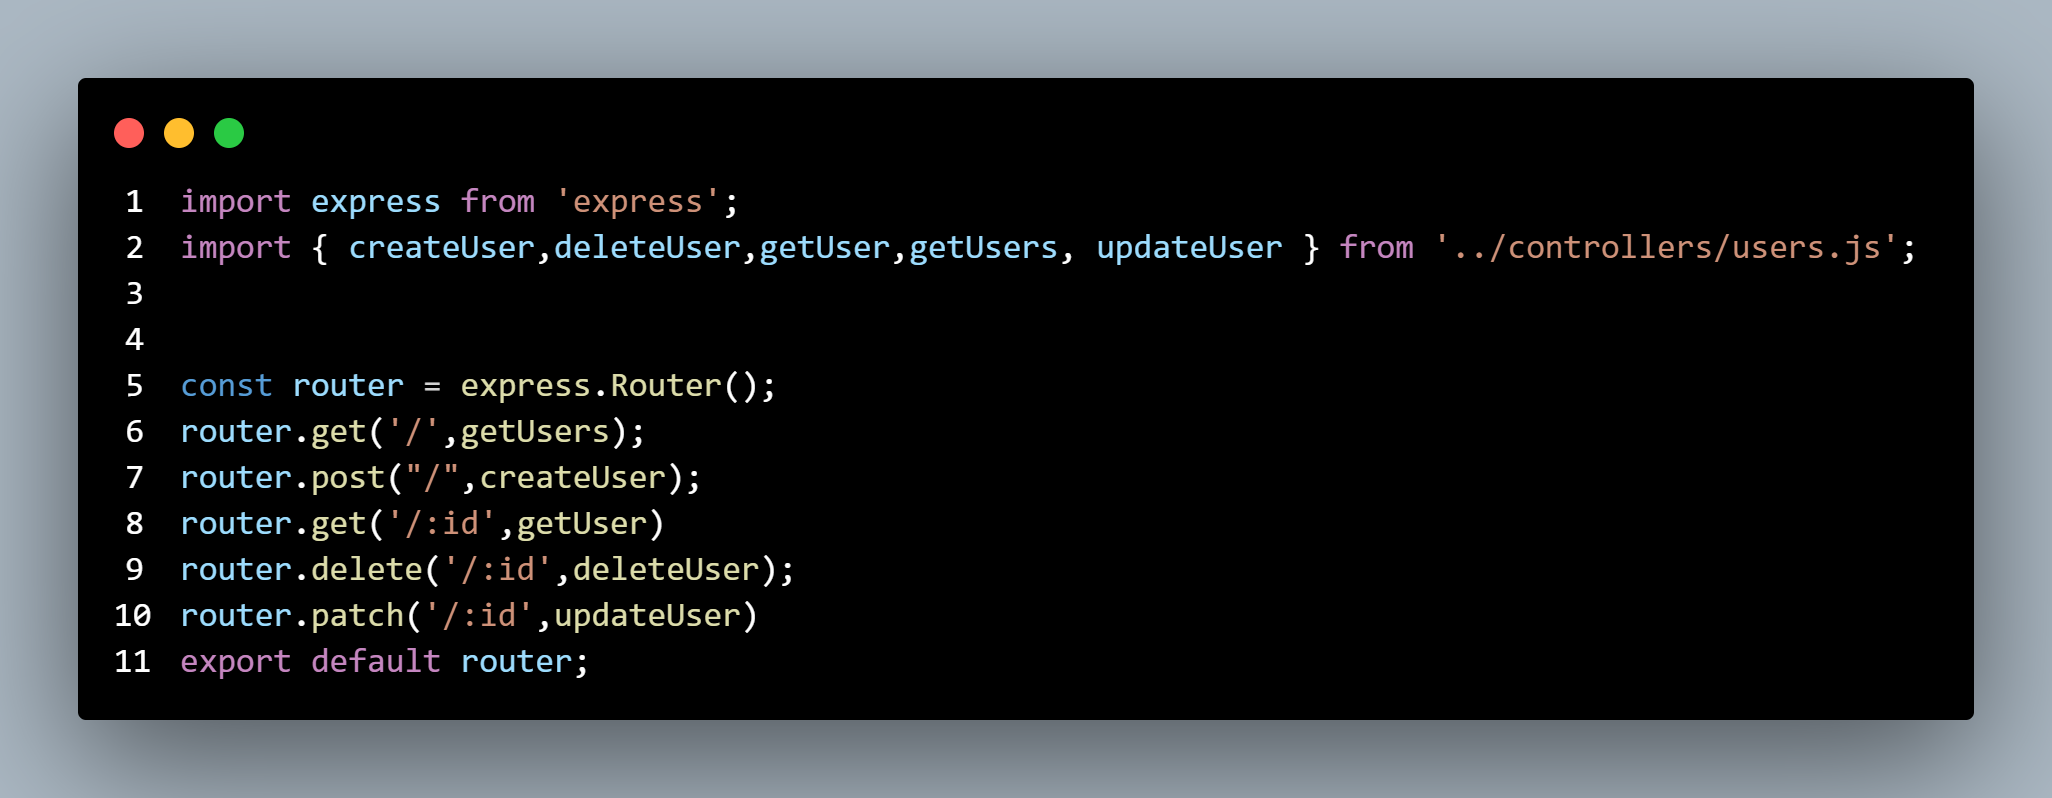 1 import express from 'express';
2 import { createUser,deleteUser,getUser,getUsers, updateUser } from '../controllers/users.js';
3
4
5 const router = express.Router();
6 router.get('/',getUsers);
7 router.post("/",createUser);
8 router.get('/:id',getUser)
9 router.delete('/:id',deleteUser);
10 router.patch('/:id',updateUser)
11 export default router;